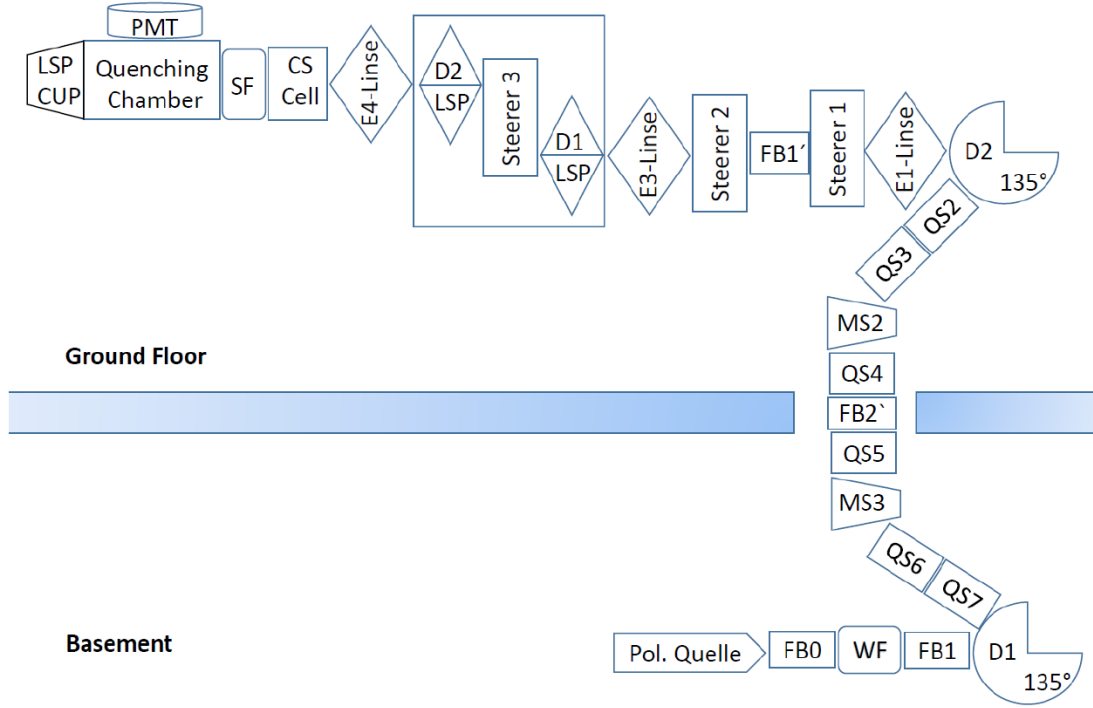 PMT
LSP
CUP
Quenching
Chamber
SF
CS
Cell
E4-Linse
D2
LSP
Steerer 3
D1
LSP
E3-Linse
Steerer 2
FB1´
Steerer 1
E1-Linse
D2
135°
QS2
QS3
MS2
Ground Floor
QS4
FB2`
QS5
MS3
QS6
QS7
Basement
Pol. Quelle
FB0
WF
FB1
D1
135°